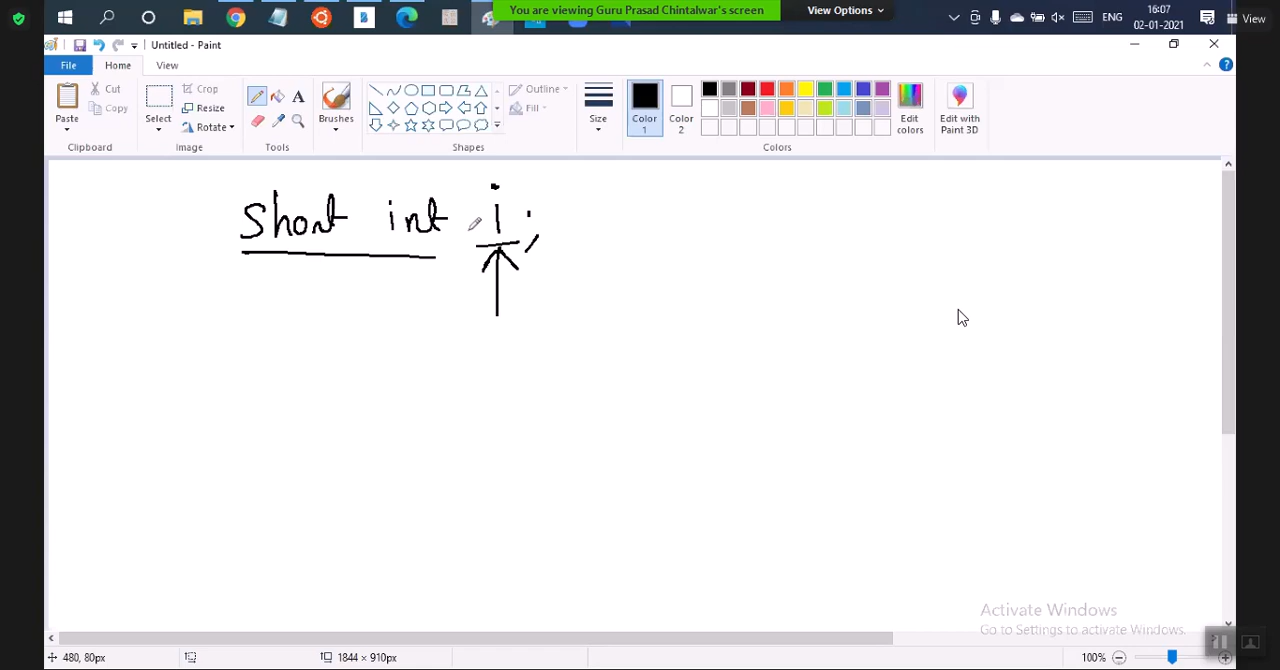 You are viewing Guru Prasad Chintalwar's screen
View Options
ENG
16:07
02-01-2021
View
Untitled - Paint
File
Home
View
Paste
Cut
Copy
Clipboard
Select
Crop
Resize
Rotate
Image
A
Tools
Brushes
Shapes
Outline
Fill
Size
Color 1
Color 2
Colors
Edit colors
Edit with Paint 3D
Short int i;
Activate Windows
Go to Settings to activate Windows.
480, 80px
1844 × 910px
100%